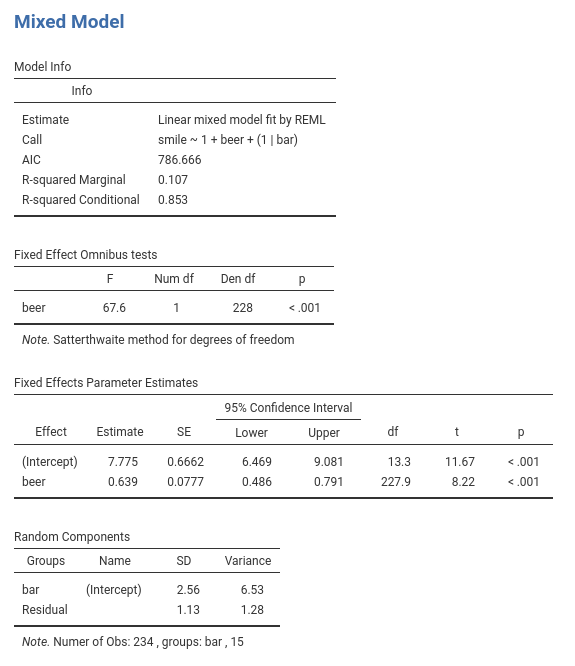 Mixed Model
Model Info
Info
Estimate Linear mixed model fit by REML
Call smile ~ 1 + beer + (1 | bar)
AIC 786.666
R-squared Marginal 0.107
R-squared Conditional 0.853
Fixed Effect Omnibus tests
F Num df Den df p
beer 67.6 1 228 < .001
Note. Satterthwaite method for degrees of freedom
Fixed Effects Parameter Estimates
95% Confidence Interval
Effect Estimate SE Lower Upper df t p
(Intercept) 7.775 0.6662 6.469 9.081 13.3 11.67 < .001
beer 0.639 0.0777 0.486 0.791 227.9 8.22 < .001
Random Components
Groups Name SD Variance
bar (Intercept) 2.56 6.53
Residual 1.13 1.28
Note. Numer of Obs: 234 , groups: bar , 15